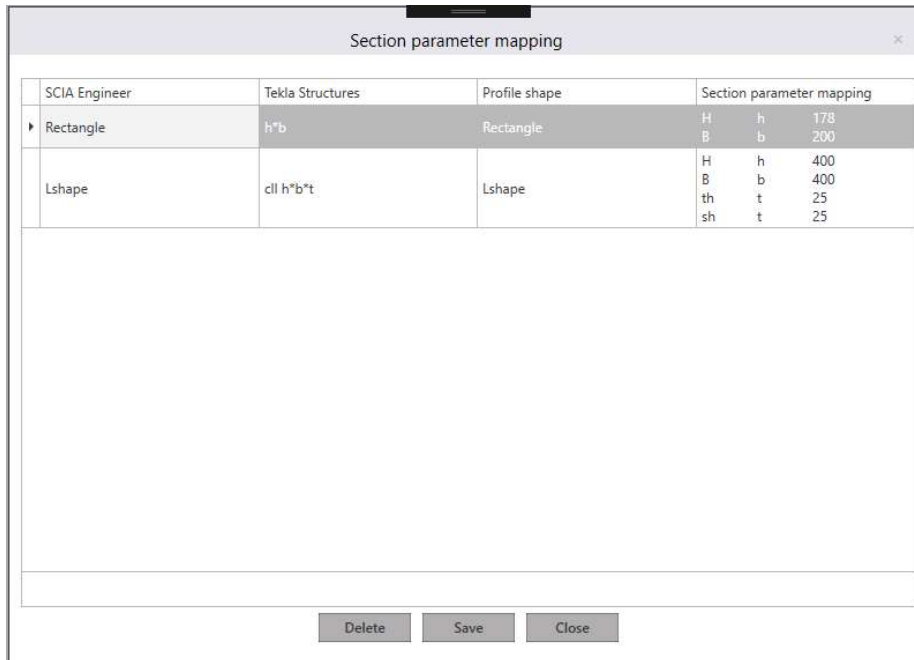 Section parameter mapping
SCIA Engineer Tekla Structures Profile shape Section parameter mapping
Rectangle h*b Rectangle H h 178
B b 200
Lshape cll h*b*t Lshape H h 400
B b 400
th t 25
sh t 25
Delete Save Close